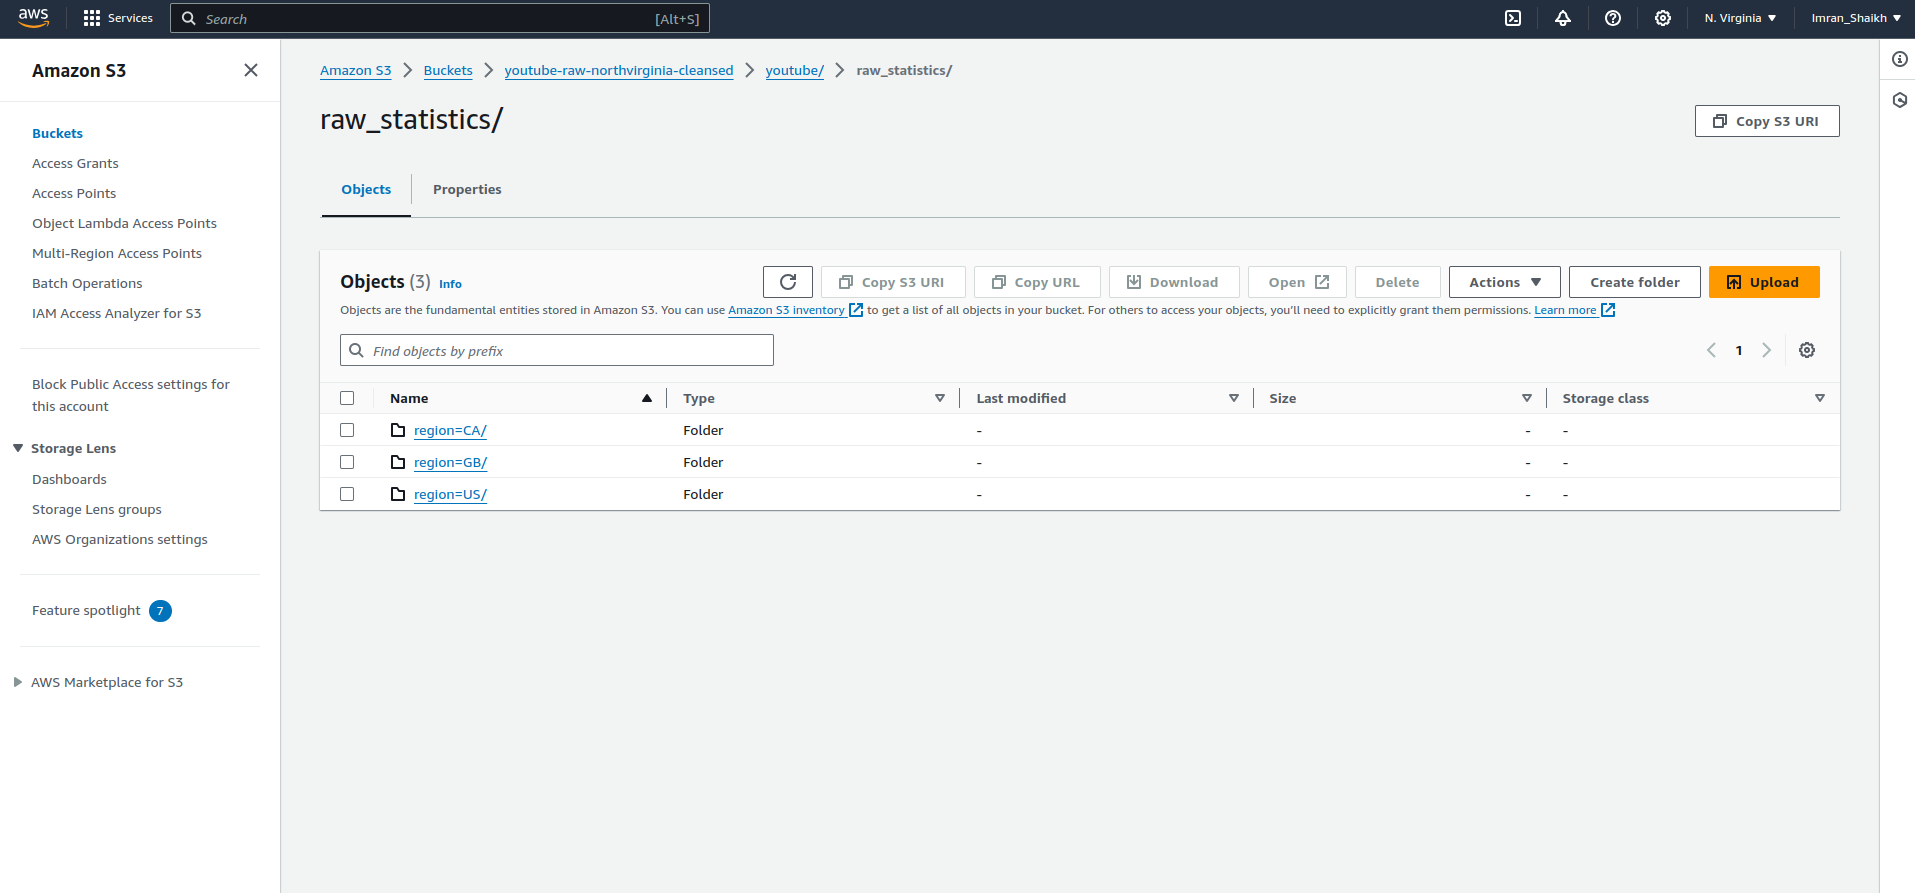 aws
Services
Search
[Alt+S]
N. Virginia
Imran_Shaikh
Amazon S3
Buckets
Access Grants
Access Points
Object Lambda Access Points
Multi-Region Access Points
Batch Operations
IAM Access Analyzer for S3
Block Public Access settings for
this account
Storage Lens
Dashboards
Storage Lens groups
AWS Organizations settings
Feature spotlight 7
AWS Marketplace for S3
Amazon S3 Buckets youtube-raw-northvirginia-cleansed youtube/ raw_statistics/
raw_statistics/
Copy S3 URI
Objects Properties
Objects (3) Info
Copy S3 URI Copy URL Download Open Delete Actions Create folder Upload
Objects are the fundamental entities stored in Amazon S3. You can use Amazon S3 inventory to get a list of all objects in your bucket. For others to access your objects, you'll need to explicitly grant them permissions. Learn more
Find objects by prefix
1
Name Type Last modified Size Storage class
region=CA/ Folder - - -
region=GB/ Folder - - -
region=US/ Folder - - -